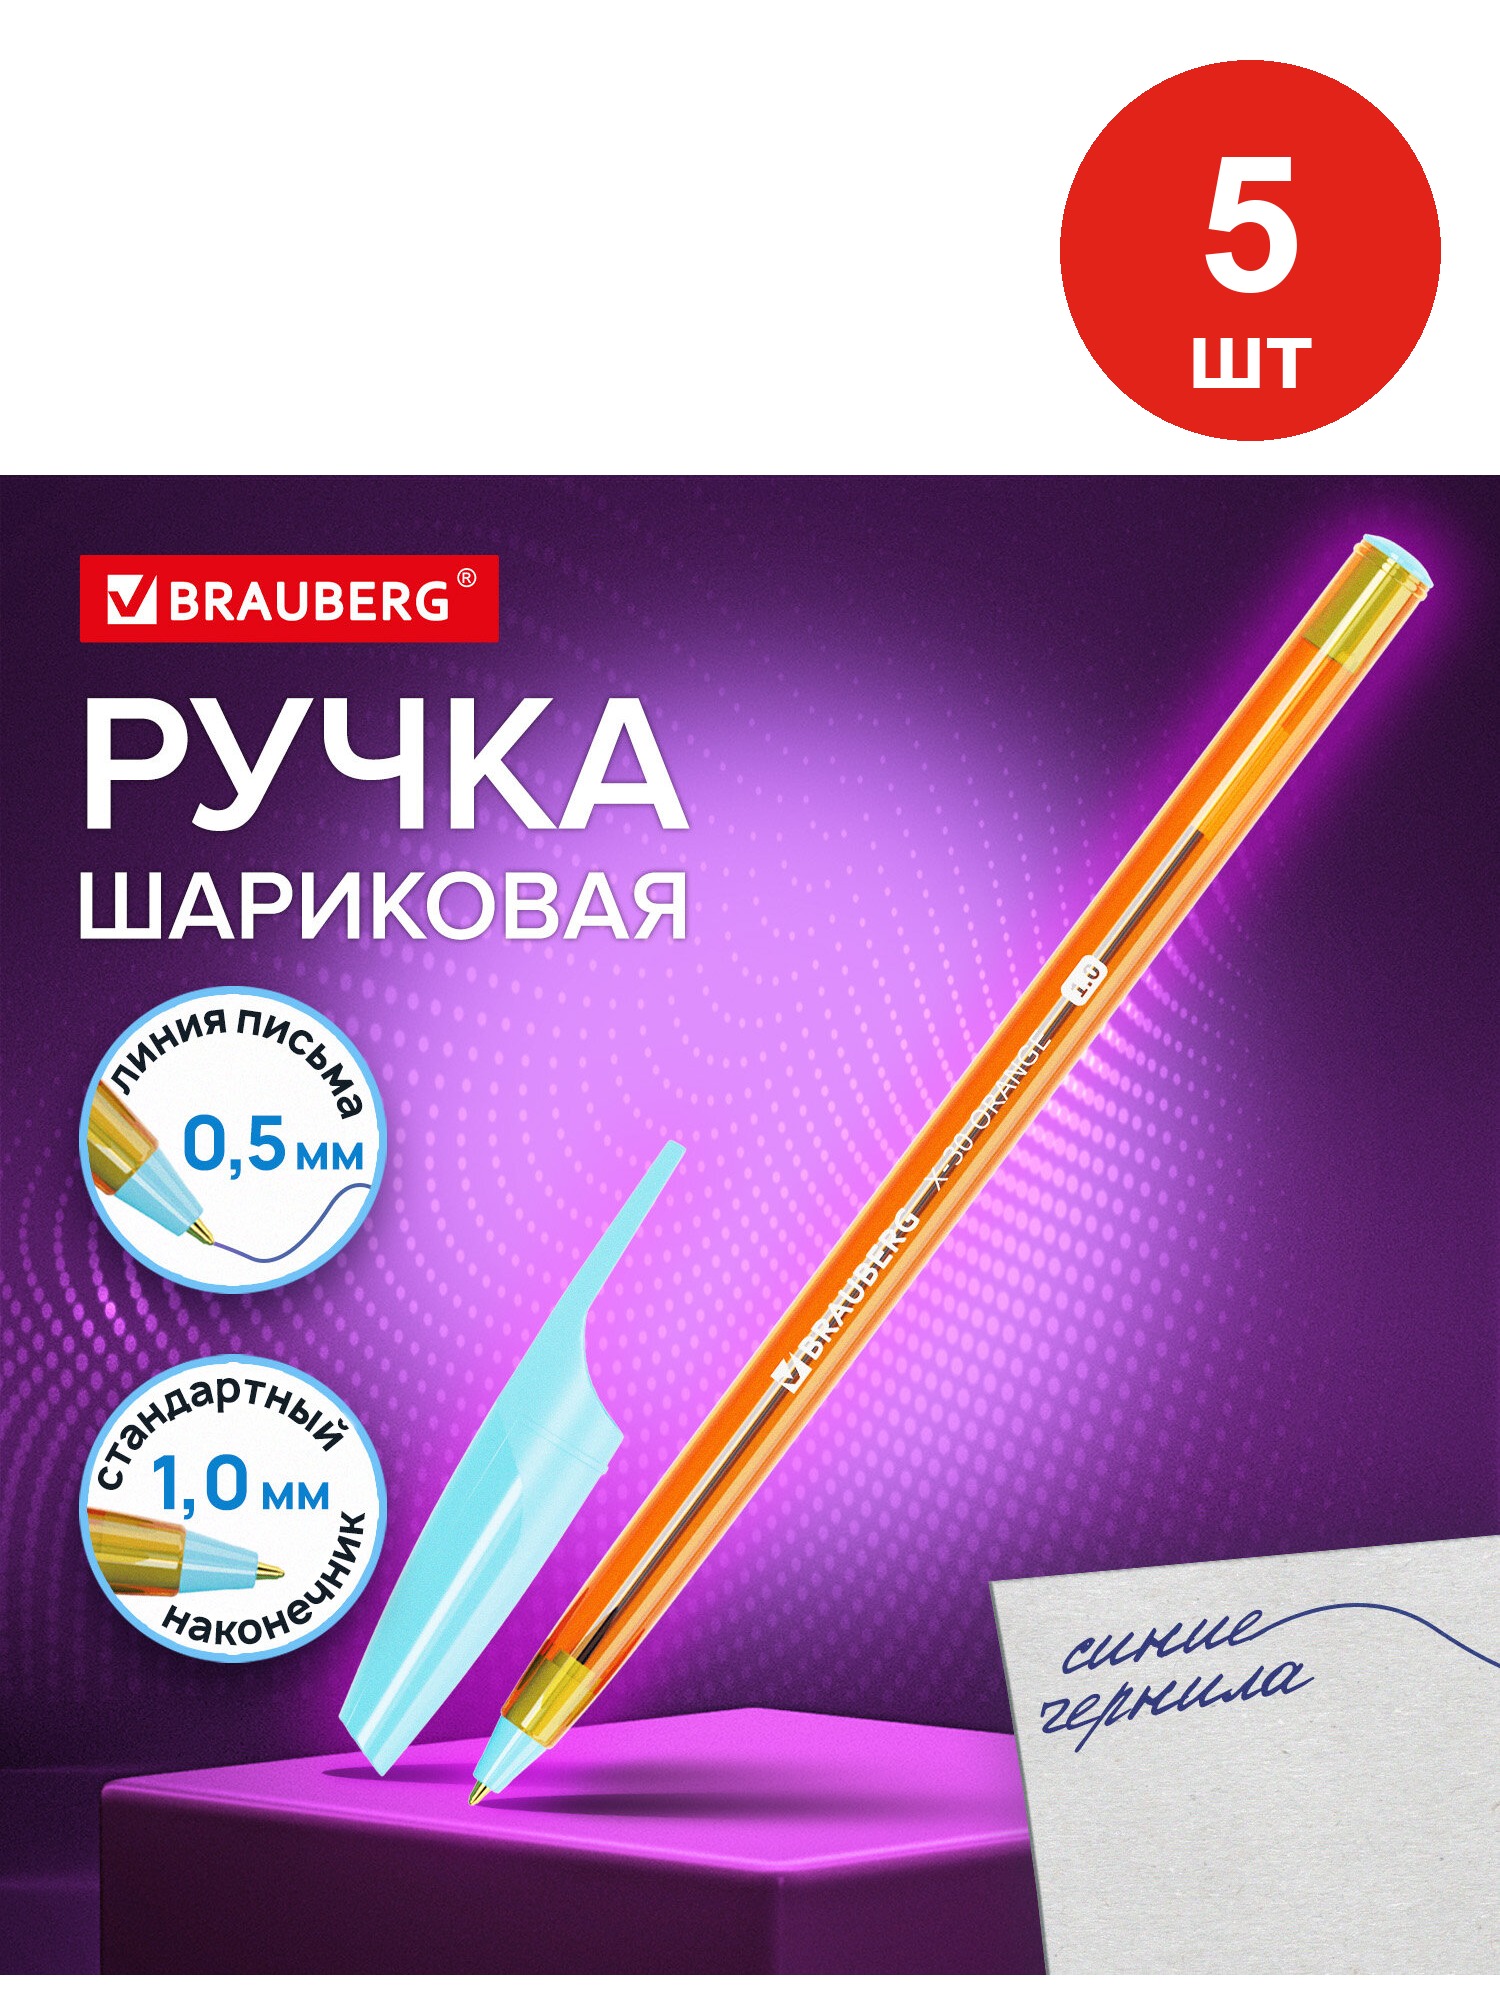 5
шт
BRAUBERG®
РУЧКА
ШАРИКОВАЯ
линия письма
0,5 мм
стандартный
1,0 мм
наконечник
BRAUBERG X-30 ORANGE 1.0
синие
чернила